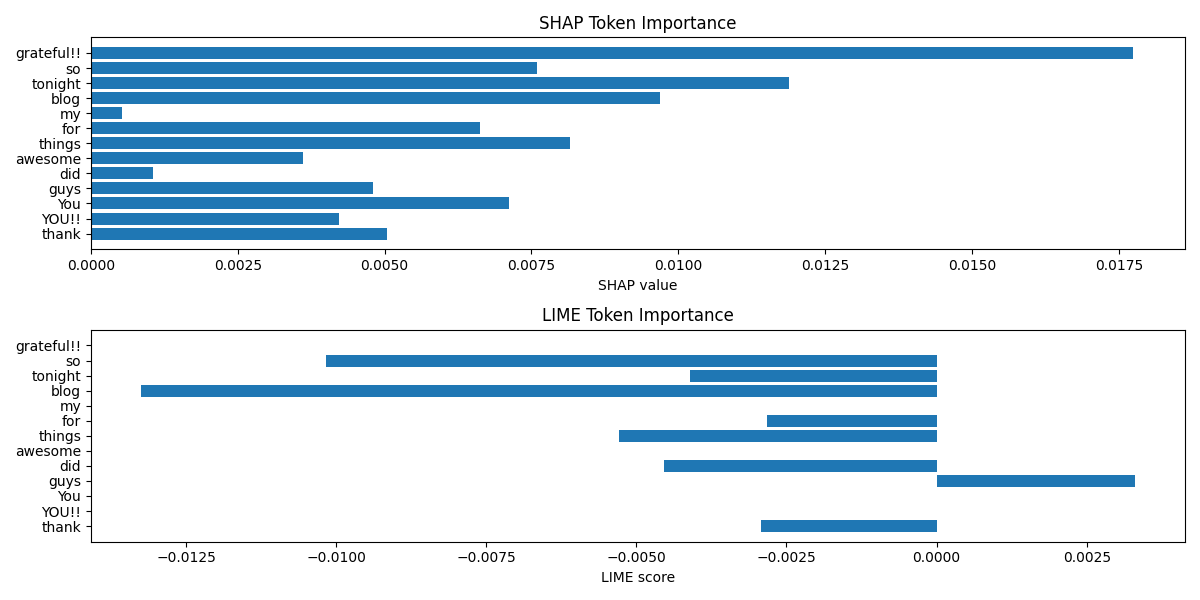 SHAP Token Importance
grateful!!
so
tonight
blog
my
for
things
awesome
did
guys
You
YOU!!
thank
0.0000 0.0025 0.0050 0.0075 0.0100 0.0125 0.0150 0.0175
SHAP value
LIME Token Importance
grateful!!
so
tonight
blog
my
for
things
awesome
did
guys
You
YOU!!
thank
−0.0125 −0.0100 −0.0075 −0.0050 −0.0025 0.0000 0.0025
LIME score